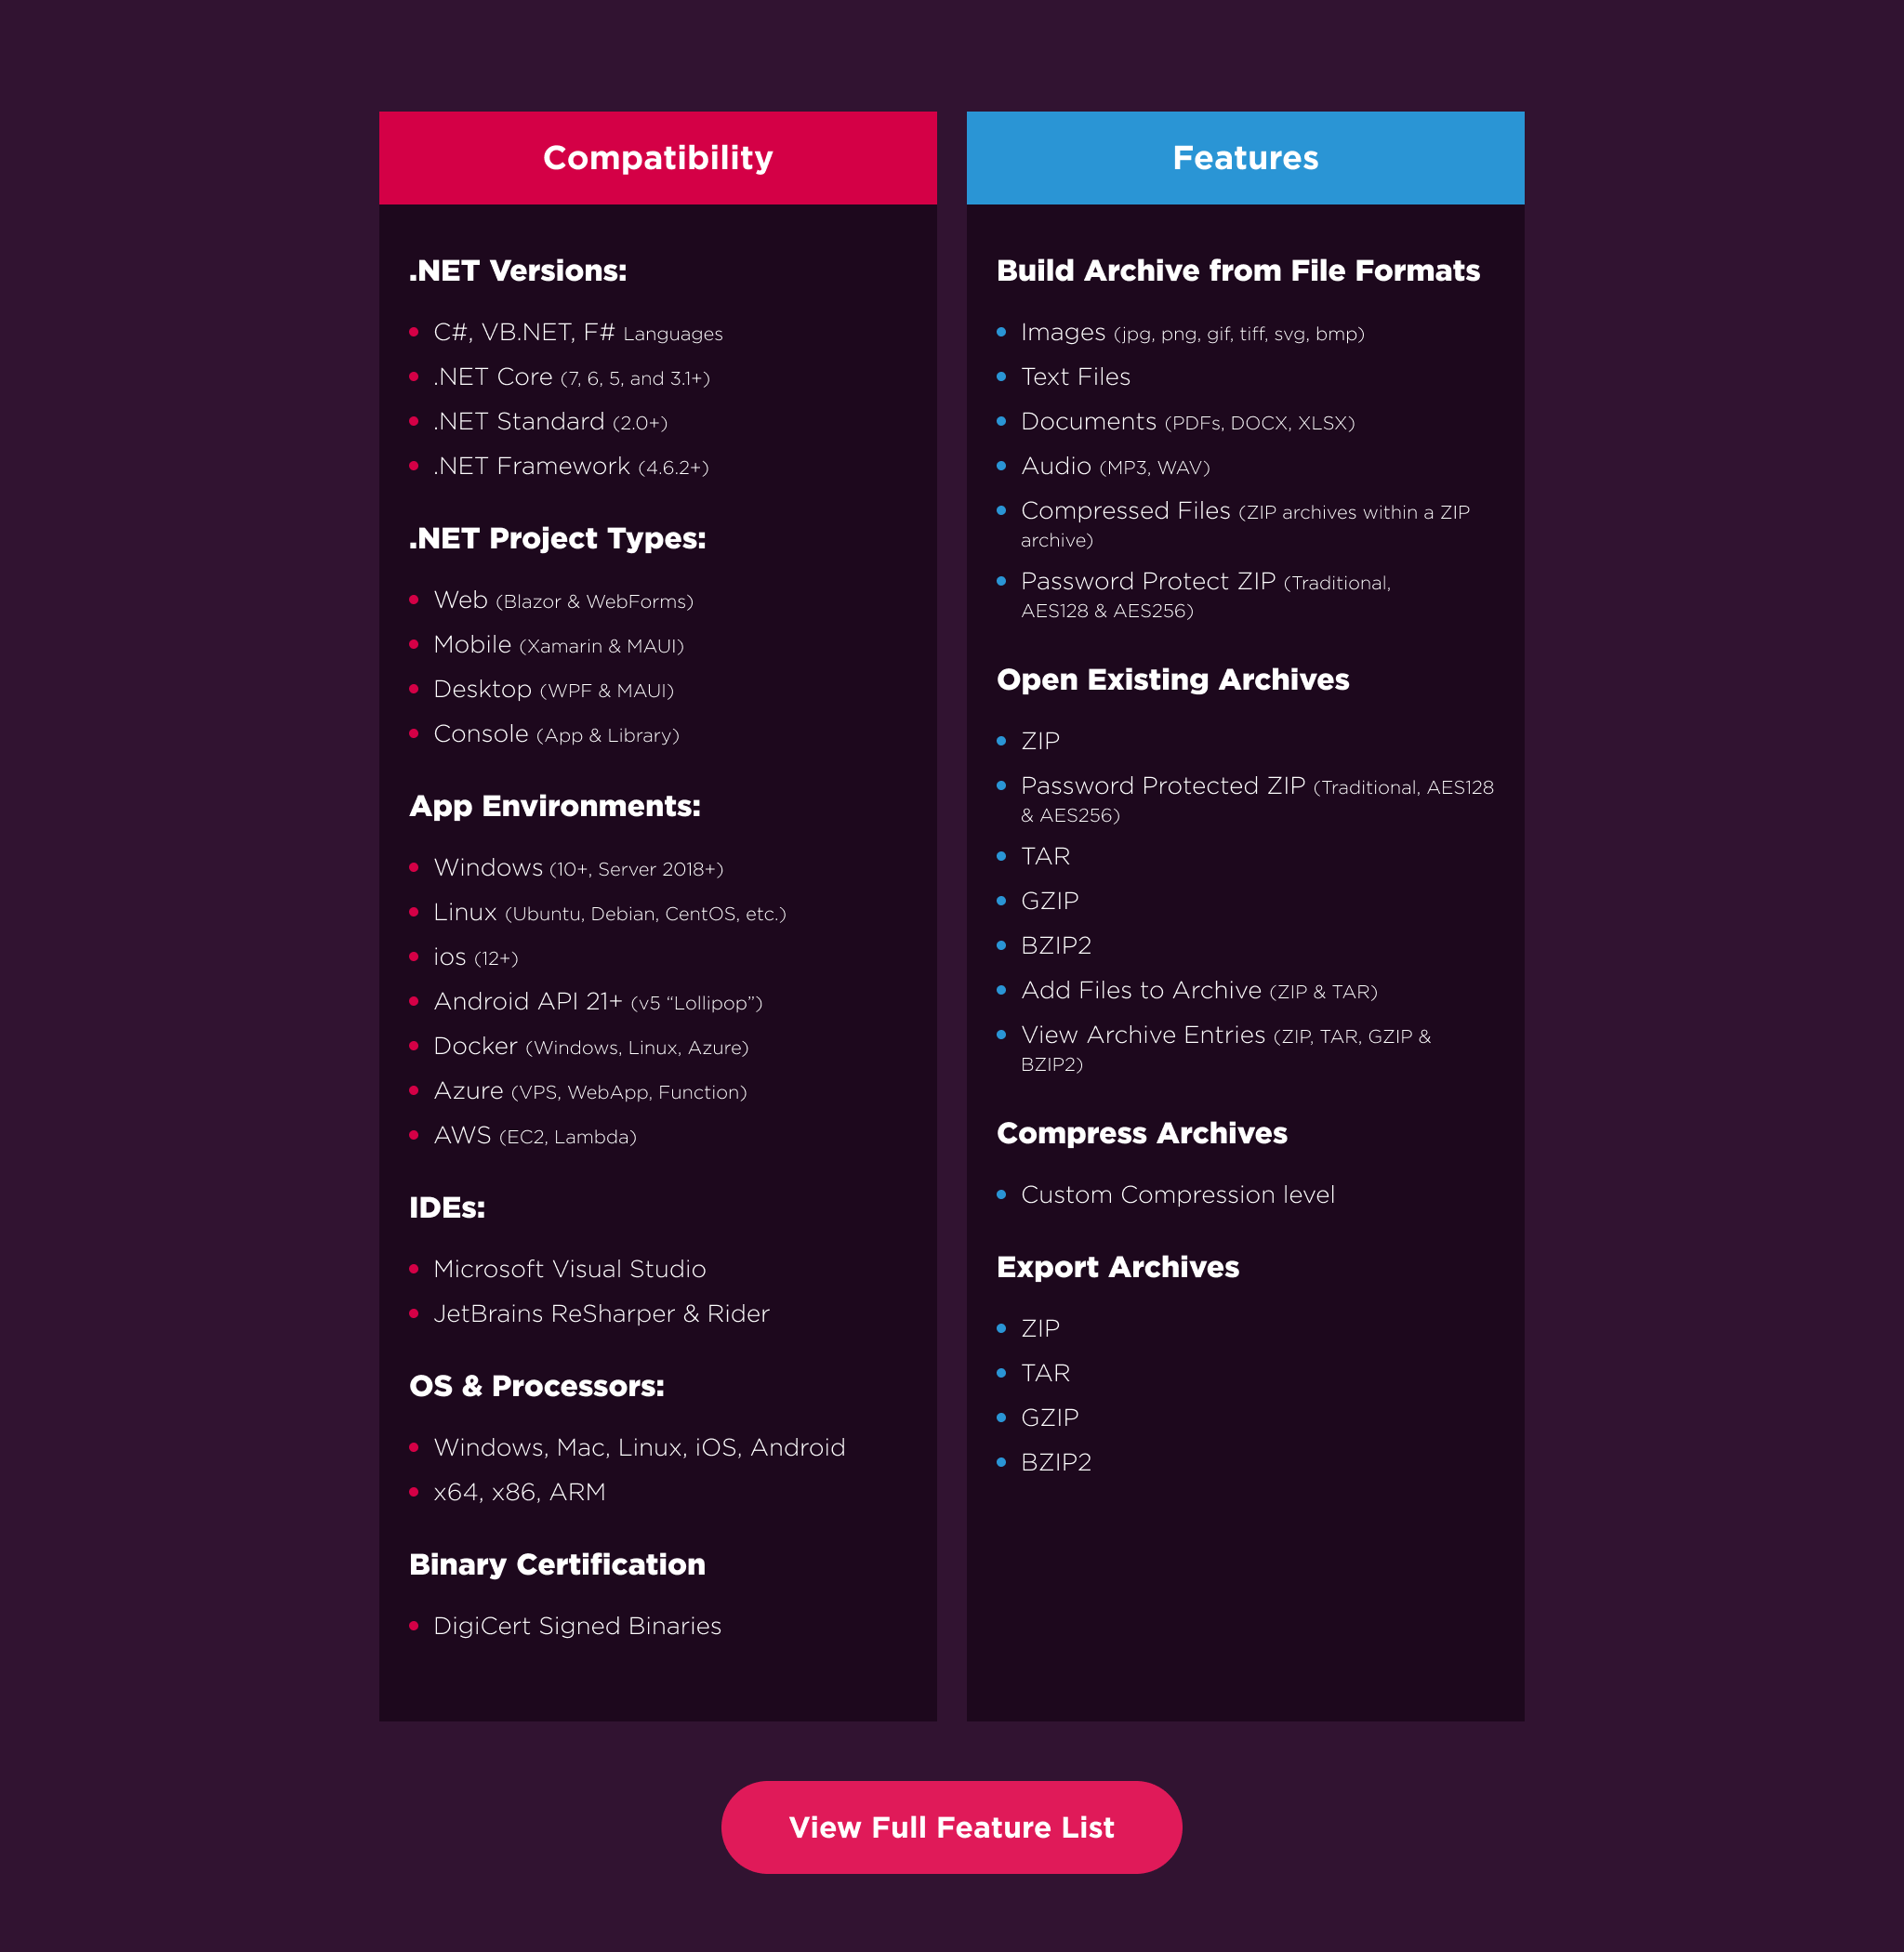 Compatibility
.NET Versions:
C#, VB.NET, F# Languages
.NET Core (7, 6, 5, and 3.1+)
.NET Standard (2.0+)
.NET Framework (4.6.2+)
.NET Project Types:
Web (Blazor & WebForms)
Mobile (Xamarin & MAUI)
Desktop (WPF & MAUI)
Console (App & Library)
App Environments:
Windows (10+, Server 2018+)
Linux (Ubuntu, Debian, CentOS, etc.)
ios (12+)
Android API 21+ (v5 “Lollipop”)
Docker (Windows, Linux, Azure)
Azure (VPS, WebApp, Function)
AWS (EC2, Lambda)
IDEs:
Microsoft Visual Studio
JetBrains ReSharper & Rider
OS & Processors:
Windows, Mac, Linux, iOS, Android
x64, x86, ARM
Binary Certification
DigiCert Signed Binaries
Features
Build Archive from File Formats
Images (jpg, png, gif, tiff, svg, bmp)
Text Files
Documents (PDFs, DOCX, XLSX)
Audio (MP3, WAV)
Compressed Files (ZIP archives within a ZIP
archive)
Password Protect ZIP (Traditional,
AES128 & AES256)
Open Existing Archives
ZIP
Password Protected ZIP (Traditional, AES128
& AES256)
TAR
GZIP
BZIP2
Add Files to Archive (ZIP & TAR)
View Archive Entries (ZIP, TAR, GZIP &
BZIP2)
Compress Archives
Custom Compression level
Export Archives
ZIP
TAR
GZIP
BZIP2
View Full Feature List